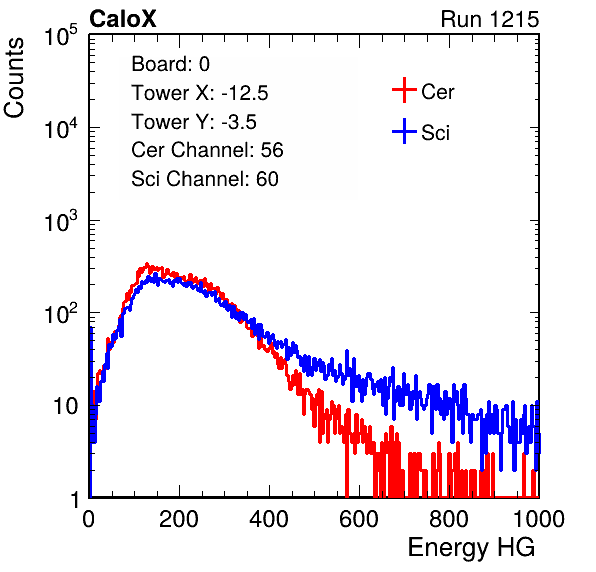 CaloX Run 1215
Counts
Board: 0
Tower X: -12.5
Tower Y: -3.5
Cer Channel: 56
Sci Channel: 60
Cer
Sci
10^5
10^4
10^3
10^2
10
1
0 200 400 600 800 1000
Energy HG